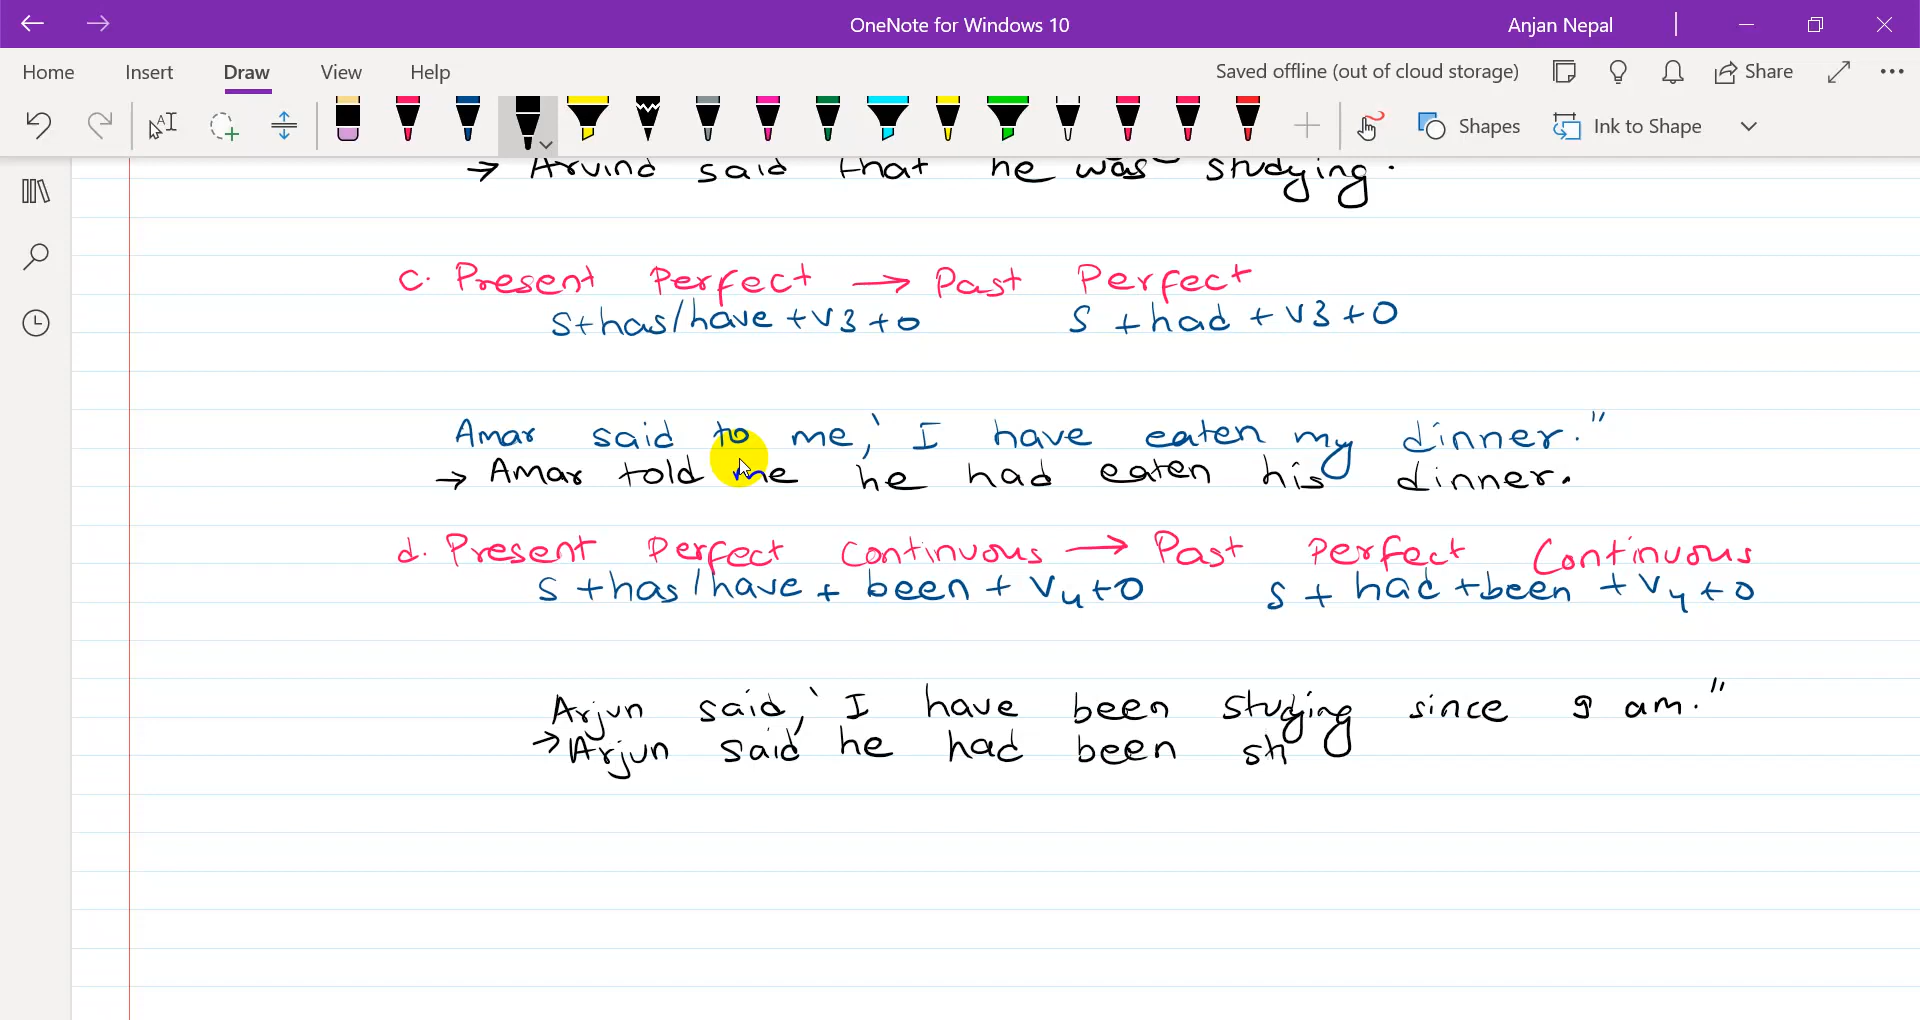 OneNote for Windows 10
Anjan Nepal
Home Insert Draw View Help
Saved offline (out of cloud storage)
Share
Shapes
Ink to Shape
→ Arvind said that he was studying.
c. Present Perfect → Past Perfect
S+has/have +v3 +o S +had +v3 +O
Amar said to me,‘ I have eaten my dinner."
→ Amar told me he had eaten his dinner.
d. Present Perfect Continuous → Past Perfect Continuous
S +has/have + been + v4 +O S + had +been +v4 +o
Arjun said,‘ I have been studying since 9 am."
→ Arjun said he had been st